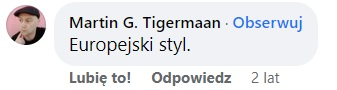 Martin G. Tigermaan · Obserwuj
Europejski styl.
Lubię to! Odpowiedz 2 lat